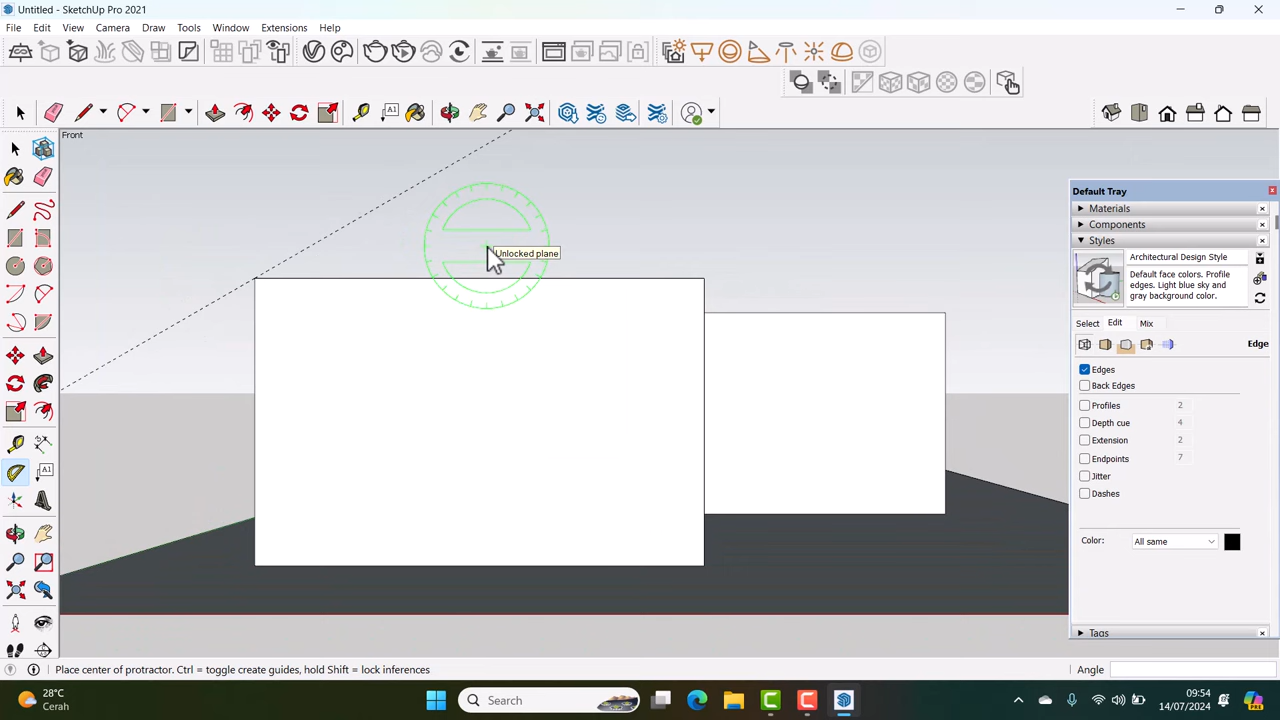 Untitled - SketchUp Pro 2021
File Edit View Camera Draw Tools Window Extensions Help
A1
Front
Unlocked plane
A1
Default Tray
Materials
Components
Styles
Architectural Design Style
Default face colors. Profile
edges. Light blue sky and
gray background color.
Select Edit Mix
Edge
Edges
Back Edges
Profiles 2
Depth cue 4
Extension 2
Endpoints 7
Jitter
Dashes
Color: All same
Tags
Place center of protractor. Ctrl = toggle create guides, hold Shift = lock inferences
Angle
28°C
Cerah
Search
09:54
14/07/2024
PRE